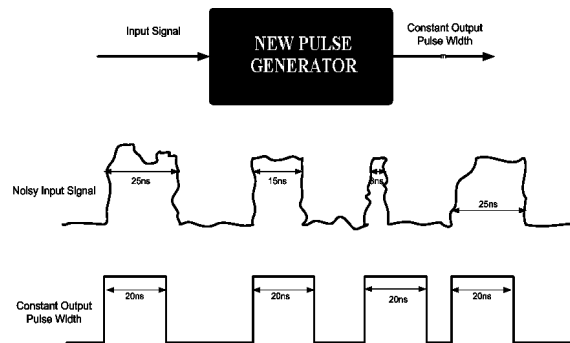 Input Signal
NEW PULSE
GENERATOR
Constant Output
Pulse Width
Noisy Input Signal
25ns
15ns
25ns
Constant Output
Pulse Width
20ns
20ns
20ns
20ns